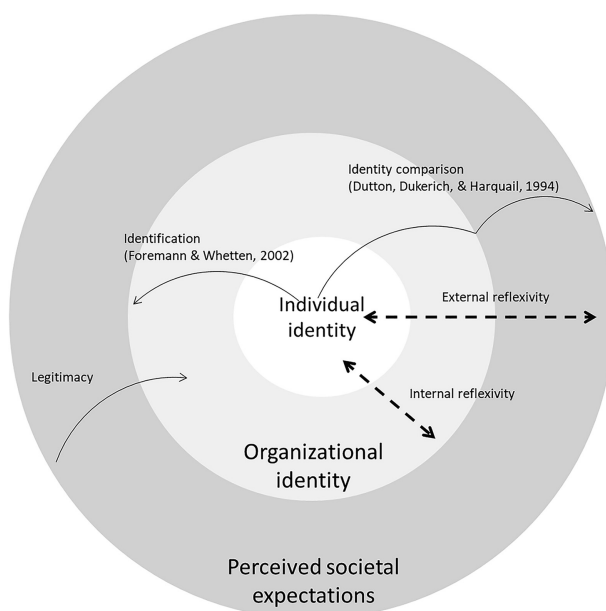 Identity comparison
(Dutton, Dukerich, & Harquail, 1994)
Identification
(Foremann & Whetten, 2002)
Individual
identity
External reflexivity
Legitimacy
Internal reflexivity
Organizational
identity
Perceived societal
expectations